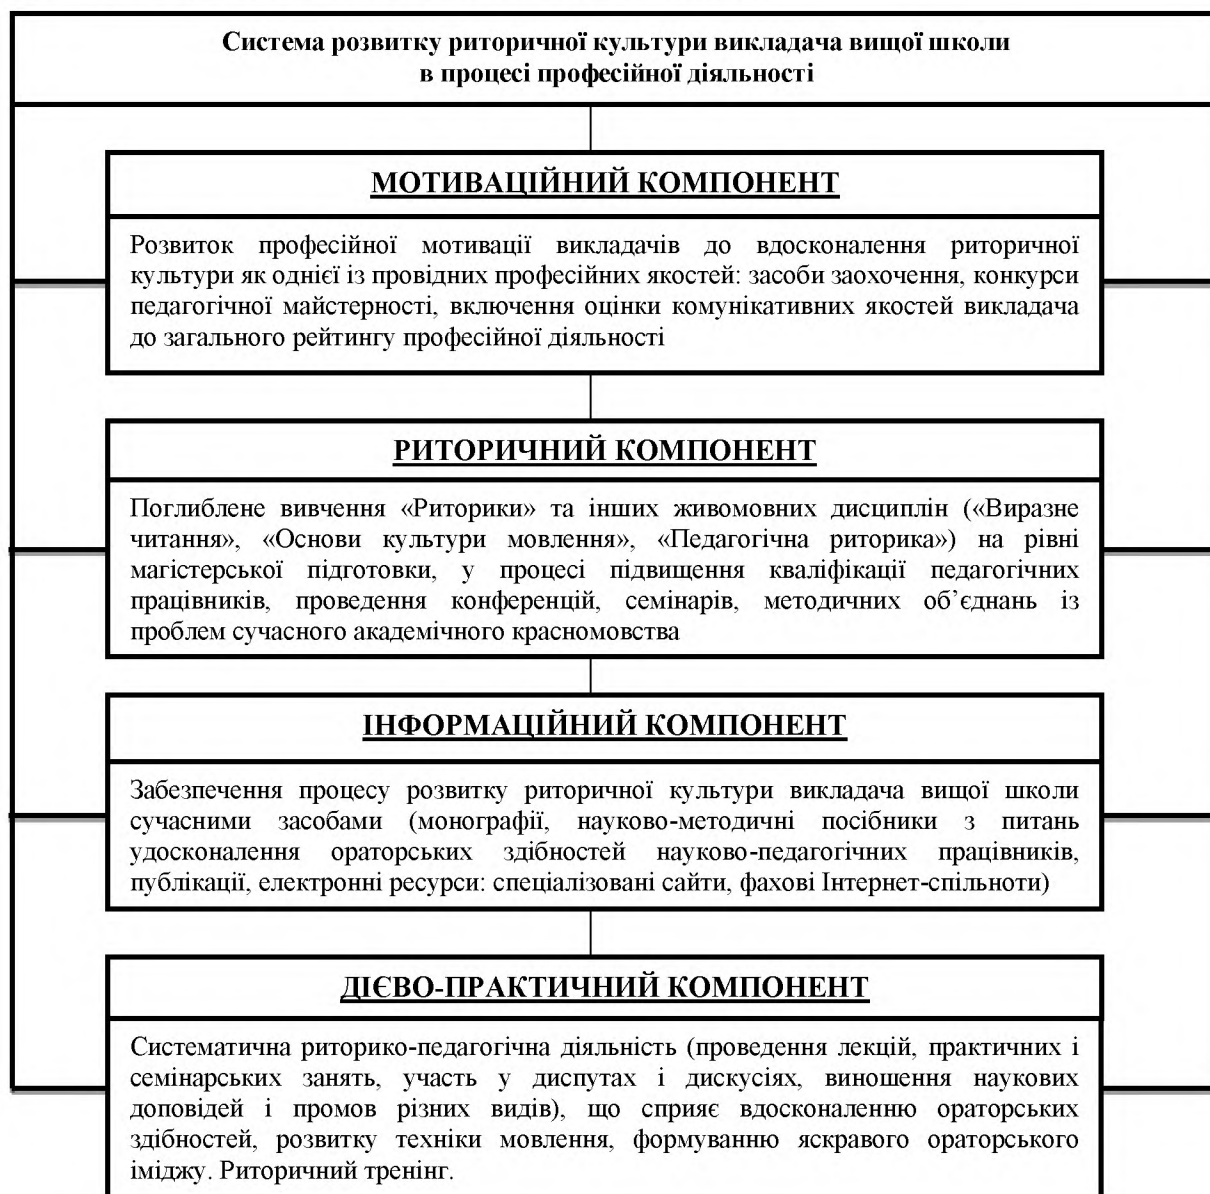 Система розвитку риторичної культури викладача вищої школи
в процесі професійної діяльності
МОТИВАЦІЙНИЙ КОМПОНЕНТ
Розвиток професійної мотивації викладачів до вдосконалення риторичної
культури як однієї із провідних професійних якостей: засоби заохочення, конкурси
педагогічної майстерності, включення оцінки комунікативних якостей викладача
до загального рейтингу професійної діяльності
РИТОРИЧНИЙ КОМПОНЕНТ
Поглиблене вивчення «Риторики» та інших живомовних дисциплін («Виразне
читання», «Основи культури мовлення», «Педагогічна риторика») на рівні
магістерської підготовки, у процесі підвищення кваліфікації педагогічних
працівників, проведення конференцій, семінарів, методичних об’єднань із
проблем сучасного академічного красномовства
ІНФОРМАЦІЙНИЙ КОМПОНЕНТ
Забезпечення процесу розвитку риторичної культури викладача вищої школи
сучасними засобами (монографії, науково-методичні посібники з питань
удосконалення ораторських здібностей науково-педагогічних працівників,
публікації, електронні ресурси: спеціалізовані сайти, фахові Інтернет-спільноти)
ДІЄВО-ПРАКТИЧНИЙ КОМПОНЕНТ
Систематична риторико-педагогічна діяльність (проведення лекцій, практичних і
семінарських занять, участь у диспутах і дискусіях, виношення наукових
доповідей і промов різних видів), що сприяє вдосконаленню ораторських
здібностей, розвитку техніки мовлення, формуванню яскравого ораторського
іміджу. Риторичний тренінг.